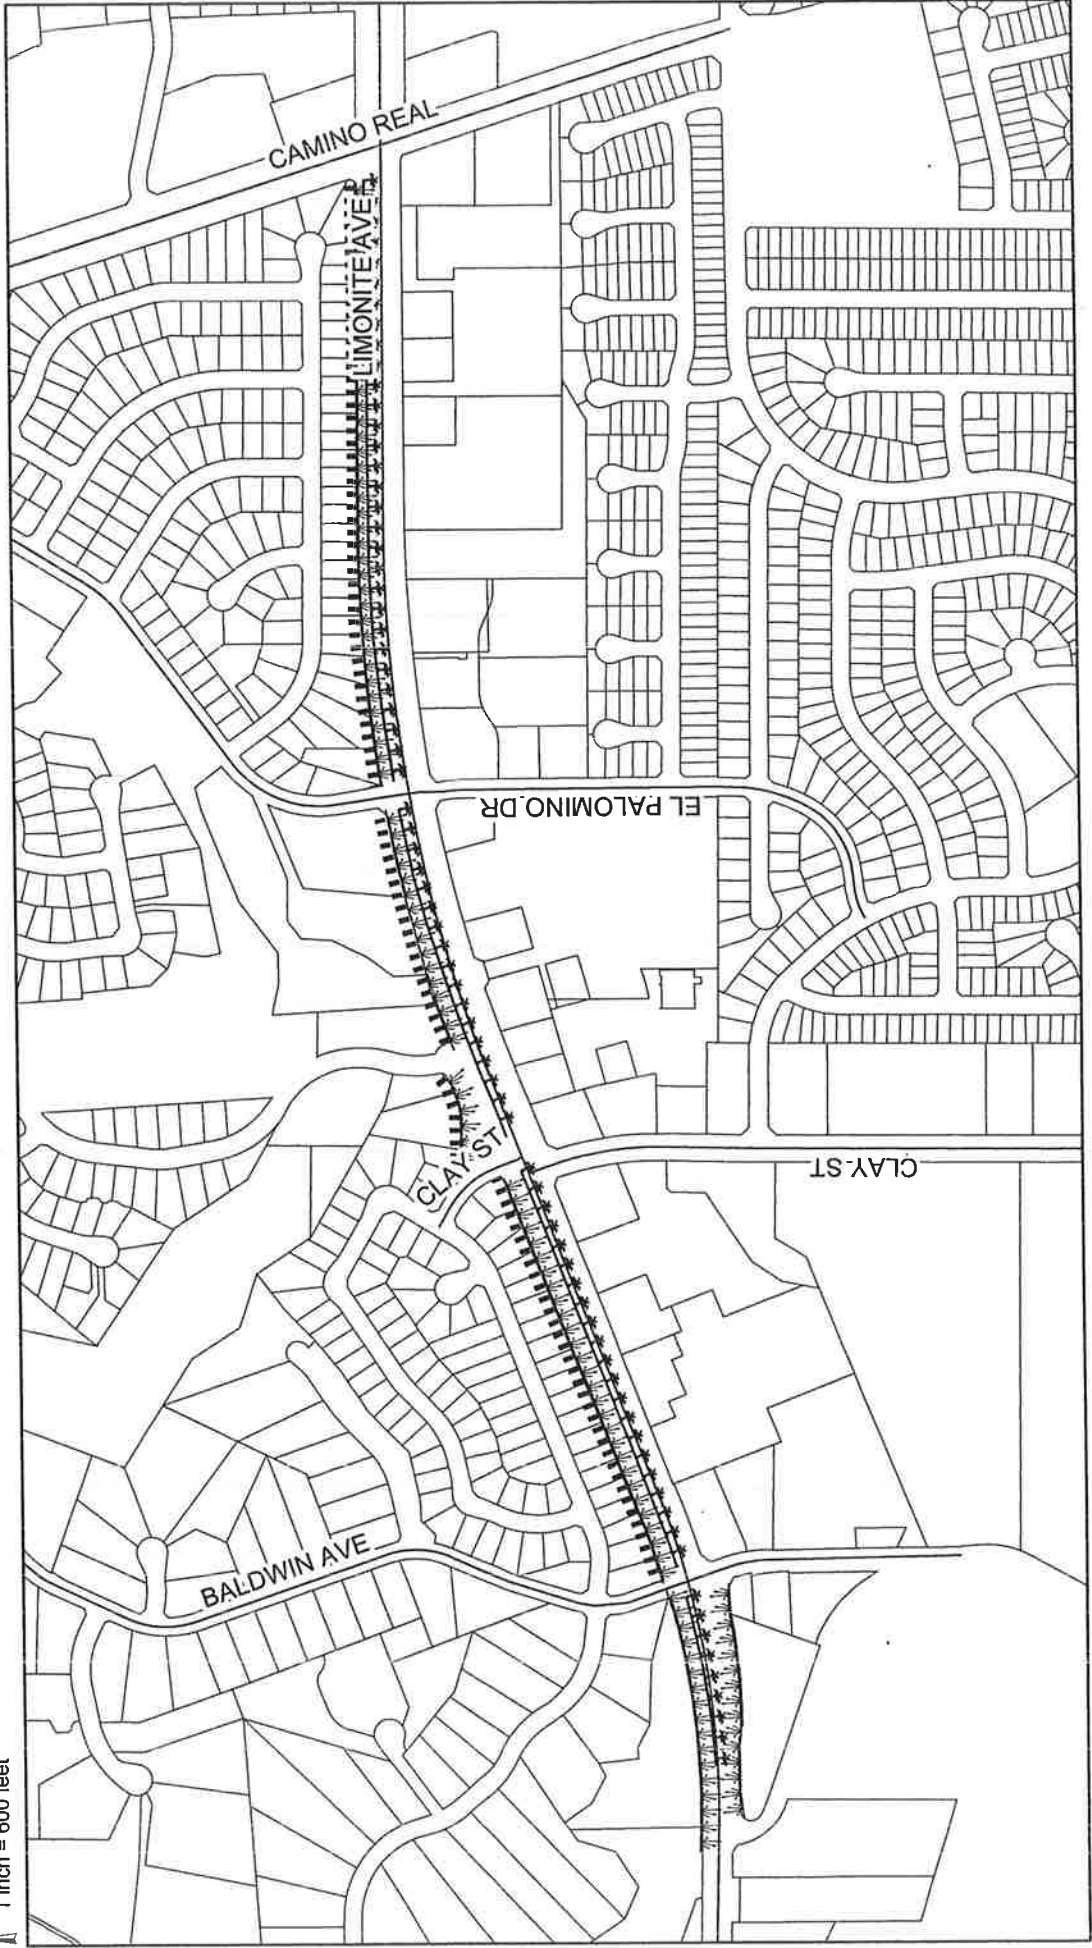 1 inch = 600 feet
CAMINO REAL
LIMONITE AVE
EL PALOMINO DR
CLAY ST
CLAY ST
BALDWIN AVE